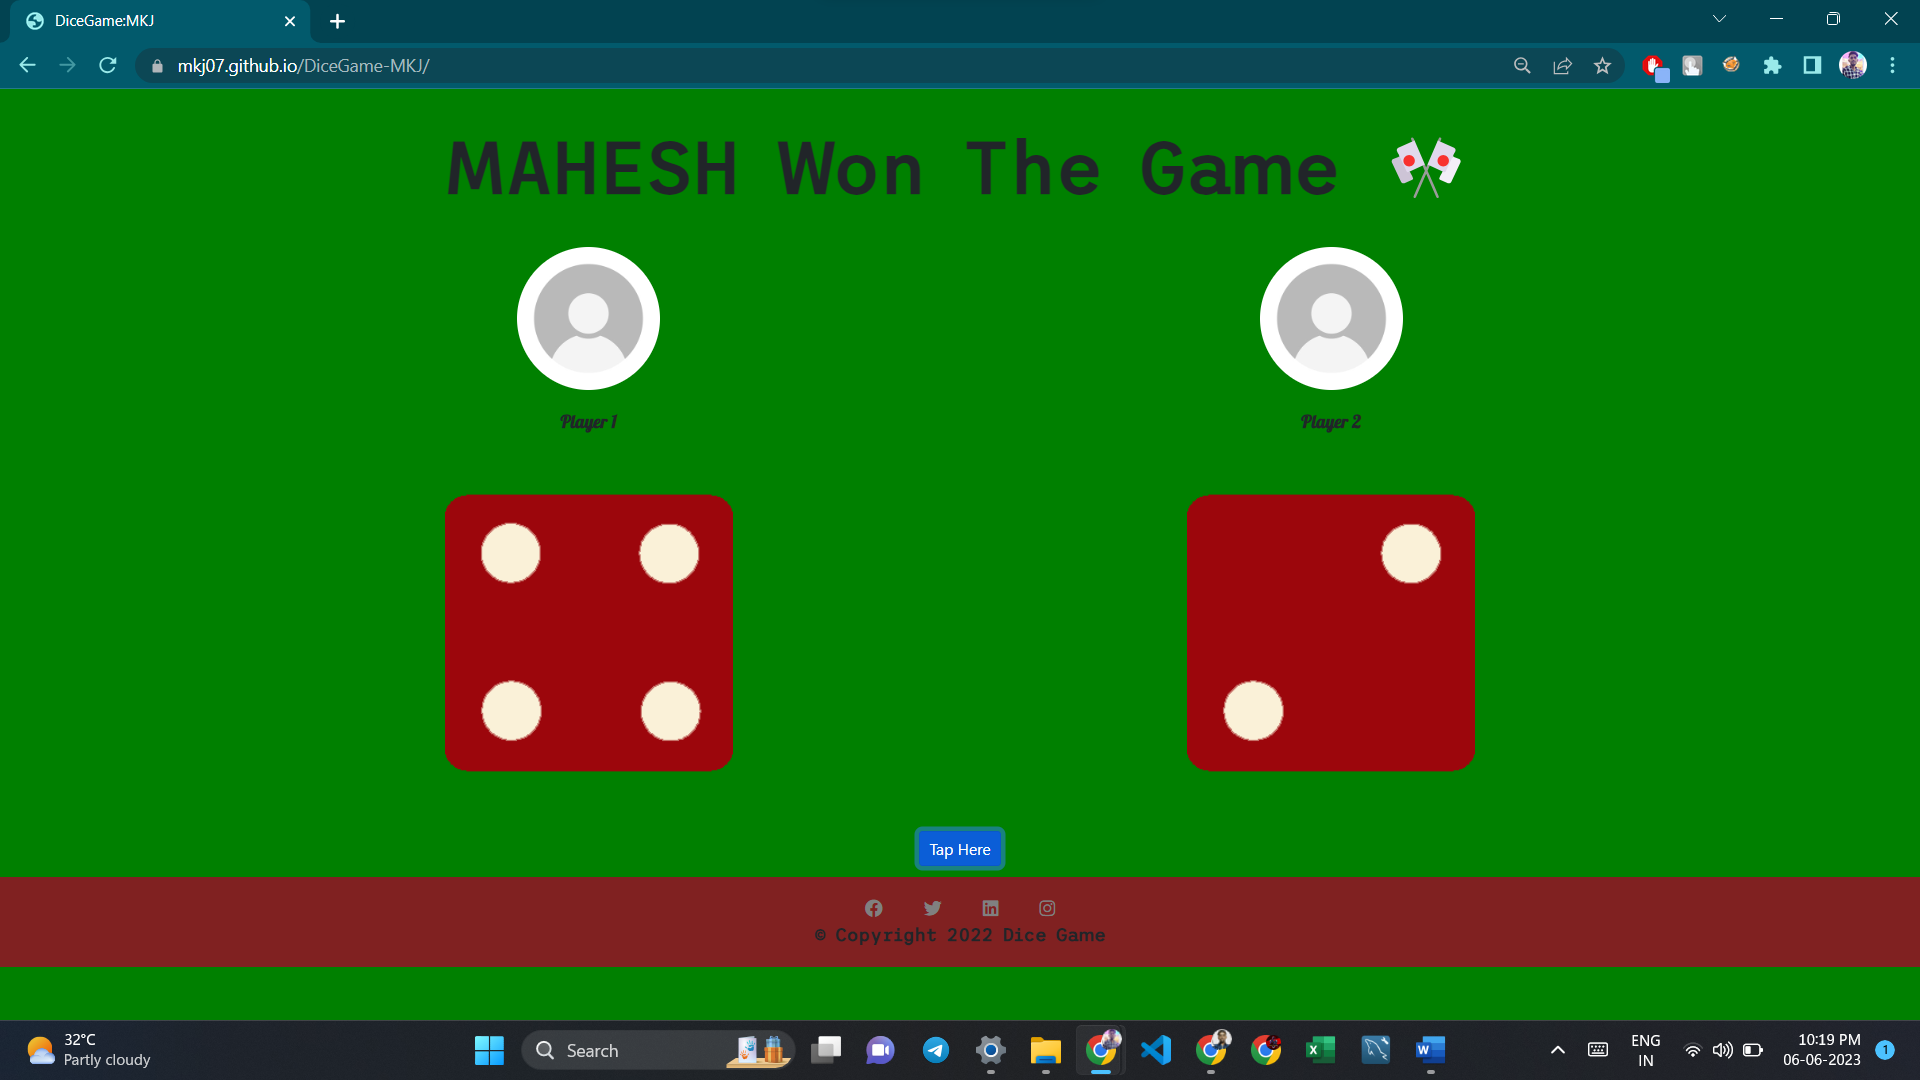 DiceGame:MKJ
mkj07.github.io/DiceGame-MKJ/
MAHESH Won The Game
Player 1
Player 2
Tap Here
© Copyright 2022 Dice Game
32°C
Partly cloudy
Search
ENG
IN
10:19 PM
06-06-2023
1